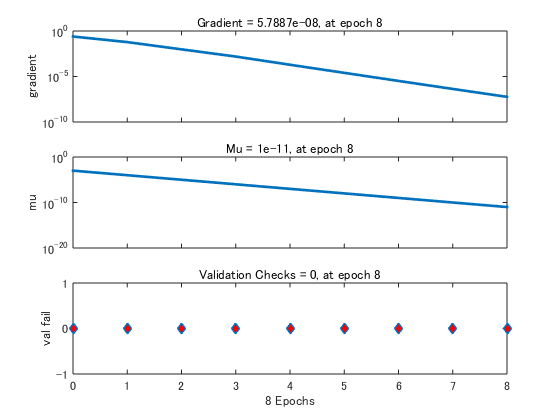 Gradient = 5.7887e-08, at epoch 8
10^0
10^-5
10^-10
gradient
Mu = 1e-11, at epoch 8
10^0
10^-10
10^-20
mu
Validation Checks = 0, at epoch 8
1
0
-1
val fail
0 1 2 3 4 5 6 7 8
8 Epochs